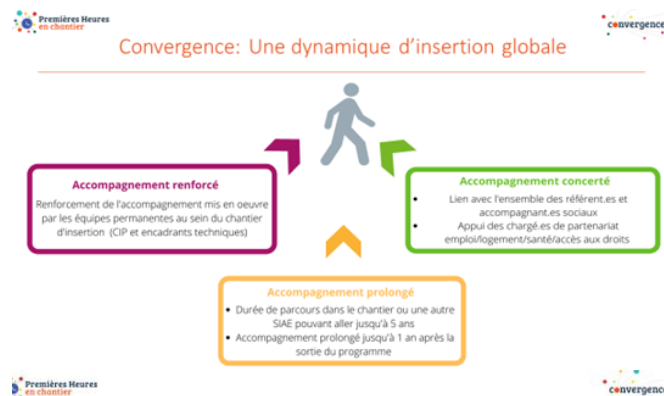 Premières Heures
en chantier
convergence
Convergence: Une dynamique d'insertion globale
Accompagnement renforcé
Renforcement de l'accompagnement mis en oeuvre
par les équipes permanentes au sein du chantier
d'insertion (CIP et encadrants techniques)
Accompagnement concerté
• Lien avec l'ensemble des référent.es et
accompagnant.es sociaux
• Appui des chargé.es de partenariat
emploi/logement/santé/accès aux droits
Accompagnement prolongé
• Durée de parcours dans le chantier ou une autre
SIAE pouvant aller jusqu'à 5 ans
• Accompagnement prolongé jusqu'à 1 an après la
sortie du programme
Premières Heures
en chantier
convergence